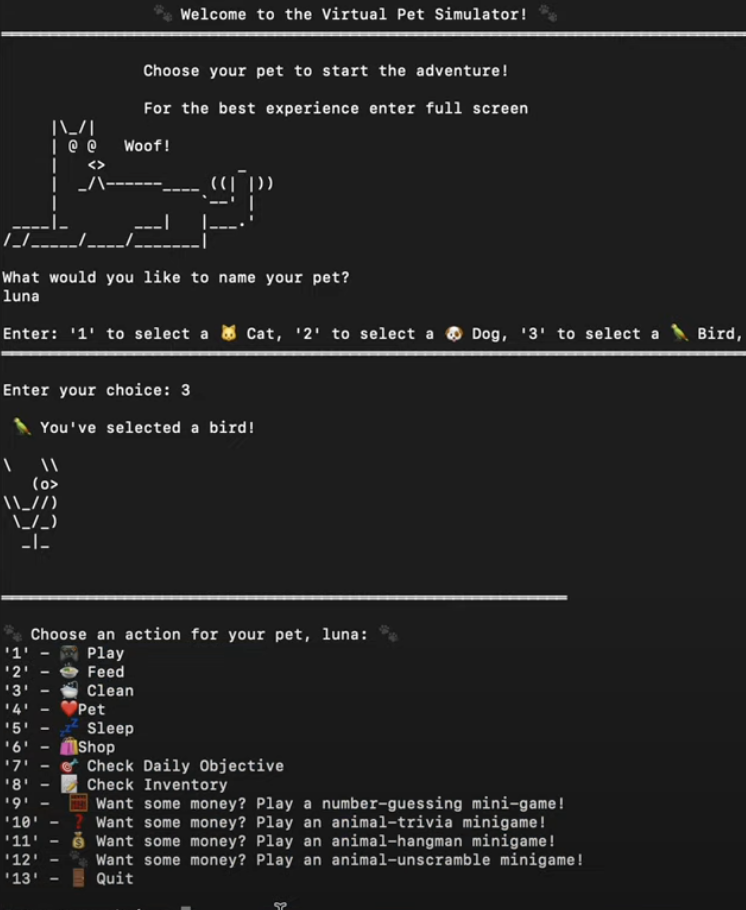 🐾 Welcome to the Virtual Pet Simulator! 🐾
Choose your pet to start the adventure!
For the best experience enter full screen
|\_/|
| @ @   Woof!
|   <>              _
|  _/\------____ ((| |))
|               `--' |
____|_       ___|   |___.'
/_/_____/____/_______|
What would you like to name your pet?
luna
Enter: '1' to select a 🐱 Cat, '2' to select a 🐶 Dog, '3' to select a 🦜 Bird,
Enter your choice: 3
🦜 You've selected a bird!
\   \\
(o>
\\_//)
\_/_)
_|_
🐾 Choose an action for your pet, luna: 🐾
'1' - 🎮 Play
'2' - 🍲 Feed
'3' - 🛁 Clean
'4' - ❤️Pet
'5' - 💤 Sleep
'6' - 🛍️Shop
'7' - 🎯 Check Daily Objective
'8' - 📝 Check Inventory
'9' - 🧮 Want some money? Play a number-guessing mini-game!
'10' - ❓ Want some money? Play an animal-trivia minigame!
'11' - 💰 Want some money? Play an animal-hangman minigame!
'12' - 🐾 Want some money? Play an animal-unscramble minigame!
'13' - 🚪 Quit